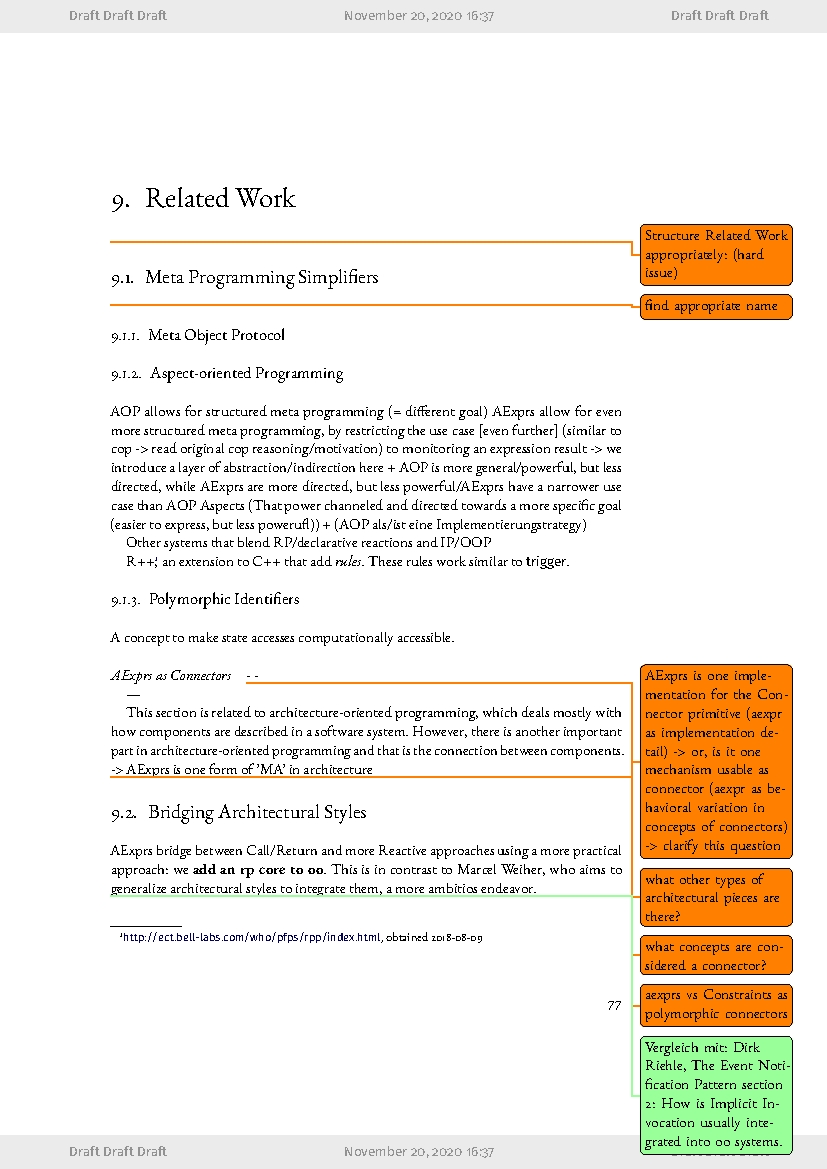 Draft Draft Draft November 20, 2020 16:37 Draft Draft Draft
9. Related Work
Structure Related Work
appropriately: (hard
issue)
9.1. Meta Programming Simplifiers
find appropriate name
9.1.1. Meta Object Protocol
9.1.2. Aspect-oriented Programming
AOP allows for structured meta programming (= different goal) AExprs allow for even
more structured meta programming, by restricting the use case [even further] (similar to
cop -> read original cop reasoning/motivation) to monitoring an expression result -> we
introduce a layer of abstraction/indirection here + AOP is more general/powerful, but less
directed, while AExprs are more directed, but less powerful/AExprs have a narrower use
case than AOP Aspects (That power channeled and directed towards a more specific goal
(easier to express, but less powerufl)) + (AOP als/ist eine Implementierungstrategy)
Other systems that blend RP/declarative reactions and IP/OOP
R++¹, an extension to C++ that add rules. These rules work similar to trigger.
9.1.3. Polymorphic Identifiers
A concept to make state accesses computationally accessible.
AExprs as Connectors - -
—
This section is related to architecture-oriented programming, which deals mostly with
how components are described in a software system. However, there is another important
part in architecture-oriented programming and that is the connection between components.
-> AExprs is one form of 'MA' in architecture
AExprs is one imple-
mentation for the Con-
nector primitive (aexpr
as implementation de-
tail) -> or, is it one
mechanism usable as
connector (aexpr as be-
havioral variation in
concepts of connectors)
-> clarify this question
9.2. Bridging Architectural Styles
AExprs bridge between Call/Return and more Reactive approaches using a more practical
approach: we add an rp core to oo. This is in contrast to Marcel Weiher, who aims to
generalize architectural styles to integrate them, a more ambitios endeavor.
what other types of
architectural pieces are
there?
what concepts are con-
sidered a connector?
aexprs vs Constraints as
polymorphic connectors
Vergleich mit: Dirk
Riehle, The Event Noti-
fication Pattern section
2: How is Implicit In-
vocation usually inte-
grated into oo systems.
¹http://ect.bell-labs.com/who/pfps/rpp/index.html, obtained 2018-08-09
77
Draft Draft Draft November 20, 2020 16:37